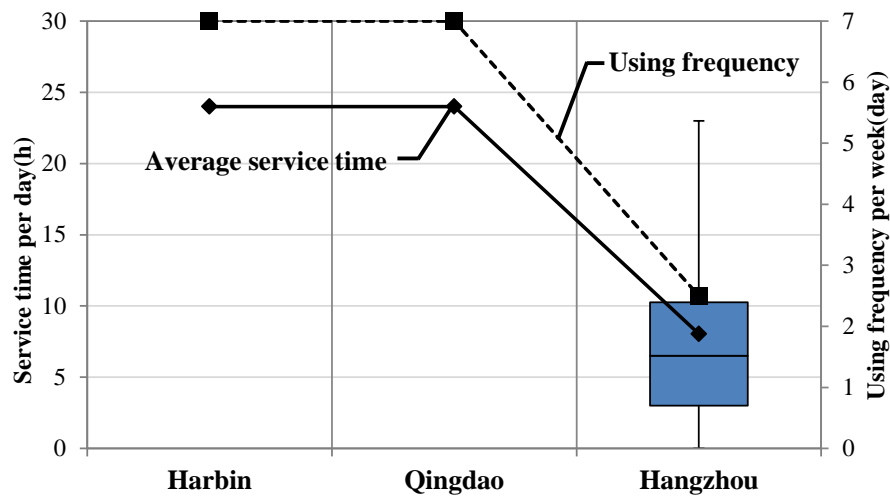 Service time per day(h)
30
25
20
15
10
5
0
Using frequency
Average service time
Using frequency per week(day)
7
6
5
4
3
2
1
0
Harbin
Qingdao
Hangzhou